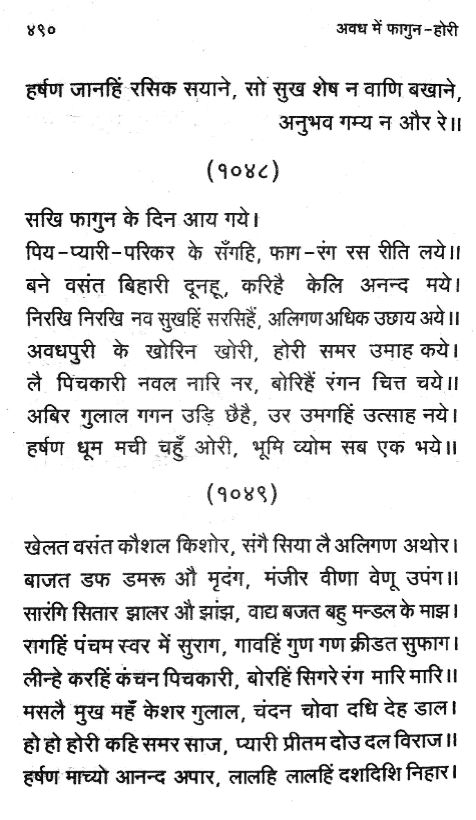 ४९० अवध में फागुन-होरी
हर्षण जानहिं रसिक सयाने, सो सुख शेष न वाणि बखाने,
अनुभव गम्य न और रे॥
(१०४८)
सखि फागुन के दिन आय गये।
पिय-प्यारी-परिकर के सँगहि, फाग-रंग रस रीति लये॥
बने वसंत बिहारी दूनहू, करिहै केलि अनन्द मये।
निरखि निरखि नव सुखहिं सरसिहैं, अलिगण अधिक उछाय अये॥
अवधपुरी के खोरिन खोरी, होरी समर उमाह कये।
लै पिचकारी नवल नारि नर, बोरिहैं रंगन चित्त चये॥
अबिर गुलाल गगन उड़ि छैहै, उर उमगहिं उत्साह नये।
हर्षण धूम मची चहुँ ओरी, भूमि व्योम सब एक भये॥
(१०४९)
खेलत वसंत कौशल किशोर, संगै सिया लै अलिगण अथोर।
बाजत डफ डमरू औ मृदंग, मंजीर वीणा वेणू उपंग॥
सारंगि सितार झालर औ झांझ, वाद्य बजत बहु मन्डल के माझ।
रागहिं पंचम स्वर में सुराग, गावहिं गुण गण क्रीडत सुफाग।
लीन्हे करहिं कंचन पिचकारी, बोरहिं सिगरे रंग मारि मारि॥
मसलै मुख महँ केशर गुलाल, चंदन चोवा दधि देह डाल।
हो हो होरी कहि समर साज, प्यारी प्रीतम दोउ दल विराज॥
हर्षण माच्यो आनन्द अपार, लालहि लालहिं दशदिशि निहार।